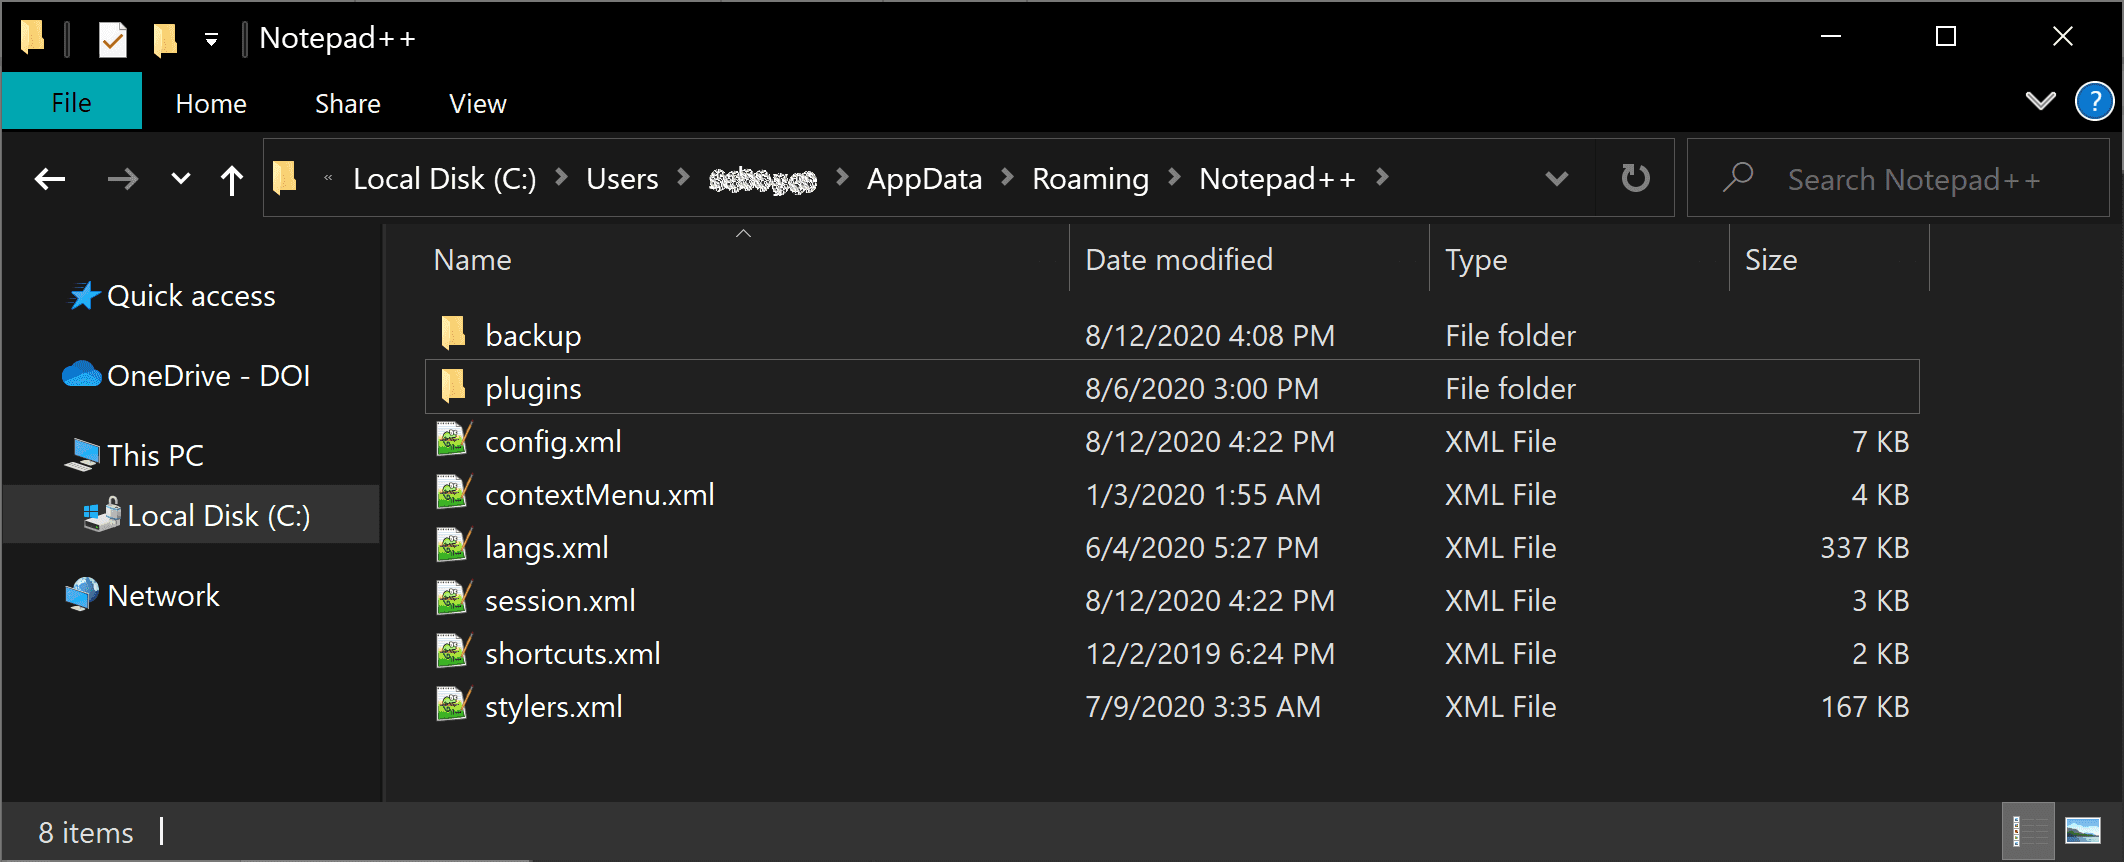 Notepad++
File Home Share View
« Local Disk (C:) Users AppData Roaming Notepad++ Search Notepad++
Name Date modified Type Size
Quick access
OneDrive - DOI
This PC
Local Disk (C:)
Network
backup 8/12/2020 4:08 PM File folder
plugins 8/6/2020 3:00 PM File folder
config.xml 8/12/2020 4:22 PM XML File 7 KB
contextMenu.xml 1/3/2020 1:55 AM XML File 4 KB
langs.xml 6/4/2020 5:27 PM XML File 337 KB
session.xml 8/12/2020 4:22 PM XML File 3 KB
shortcuts.xml 12/2/2019 6:24 PM XML File 2 KB
stylers.xml 7/9/2020 3:35 AM XML File 167 KB
8 items